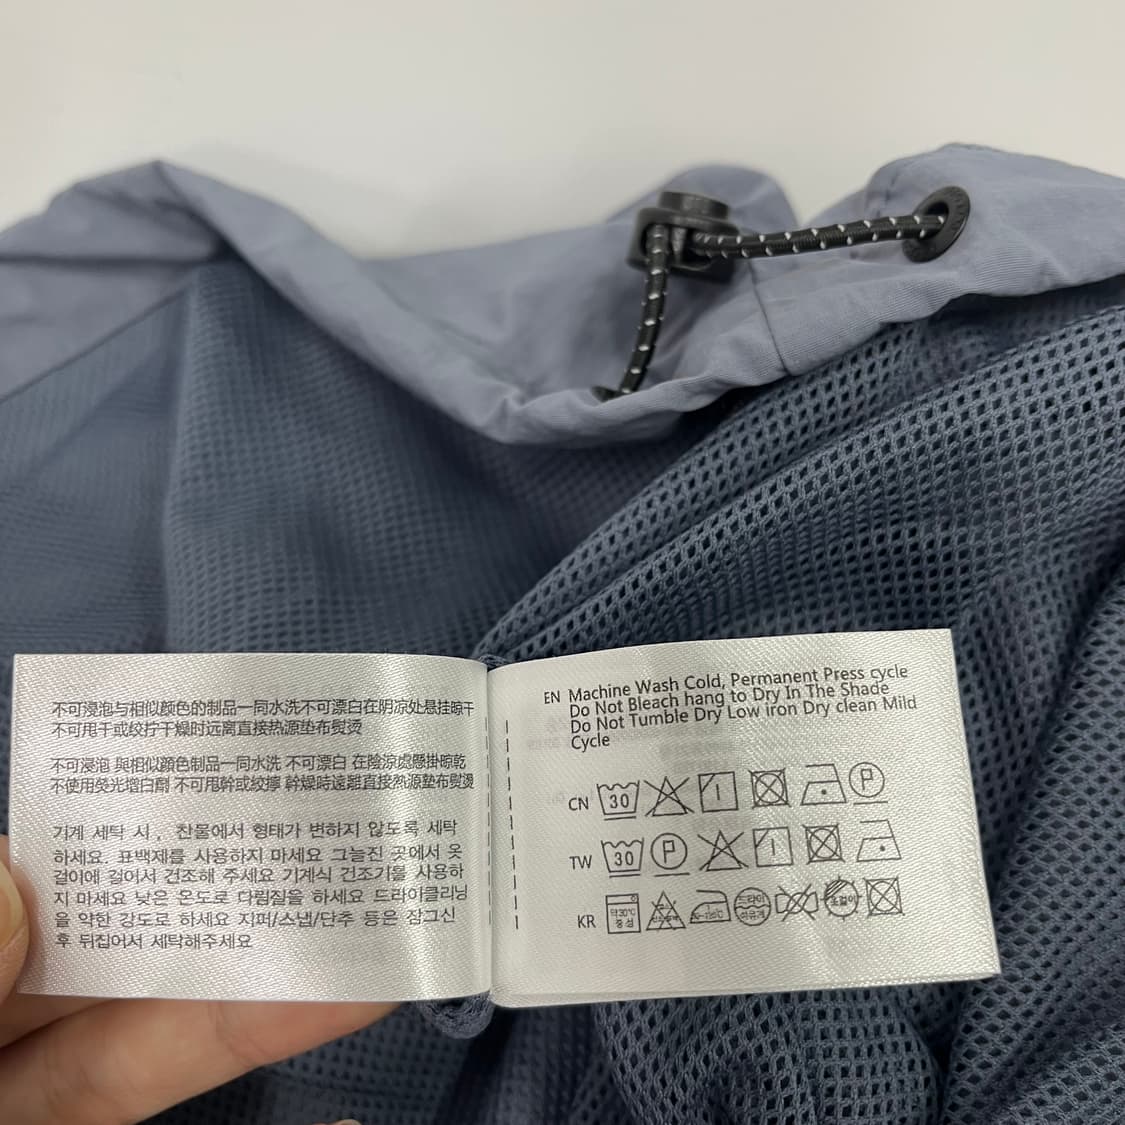 不可浸泡与相似颜色的制品一同水洗不可漂白在阴凉处悬挂晾干
不可甩干或绞拧干燥时远离直接热源垫布熨烫
不可浸泡 與相似顏色制品一同水洗 不可漂白 在陰涼處懸掛晾乾
不使用熒光增白劑 不可甩幹或絞擰 幹燥時遠離直接熱源墊布熨燙
기계 세탁 시, 찬물에서 형태가 변하지 않도록 세탁
하세요. 표백제를 사용하지 마세요 그늘진 곳에서 옷
걸이에 걸어서 건조해 주세요 기계식 건조기를 사용하
지 마세요 낮은 온도로 다림질을 하세요 드라이클리닝
을 약한 강도로 하세요 지퍼/스냅/단추 등은 잠그신
후 뒤집어서 세탁해주세요
EN Machine Wash Cold, Permanent Press cycle
Do Not Bleach hang to Dry In The Shade
Do Not Tumble Dry Low iron Dry clean Mild
Cycle
CN 30 P
TW 30 P
KR 약30℃ 중성 드라이 석유계